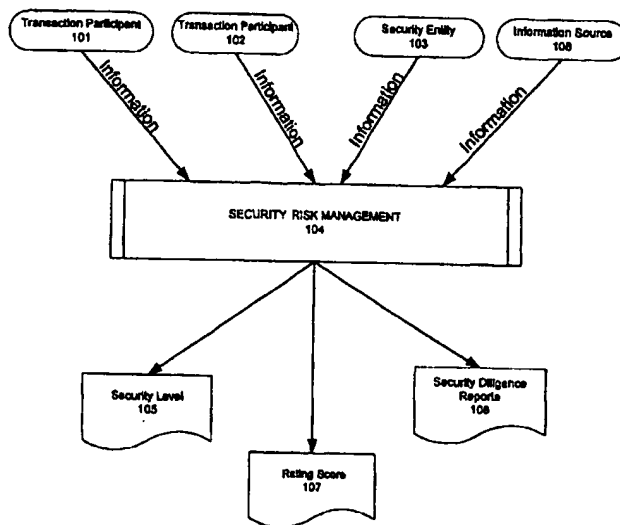 Transaction Participant
101
Transaction Participant
102
Security Entity
103
Information Source
108
Information
Information
Information
Information
SECURITY RISK MANAGEMENT
104
Security Level
105
Security Diligence
Reports
106
Rating Score
107